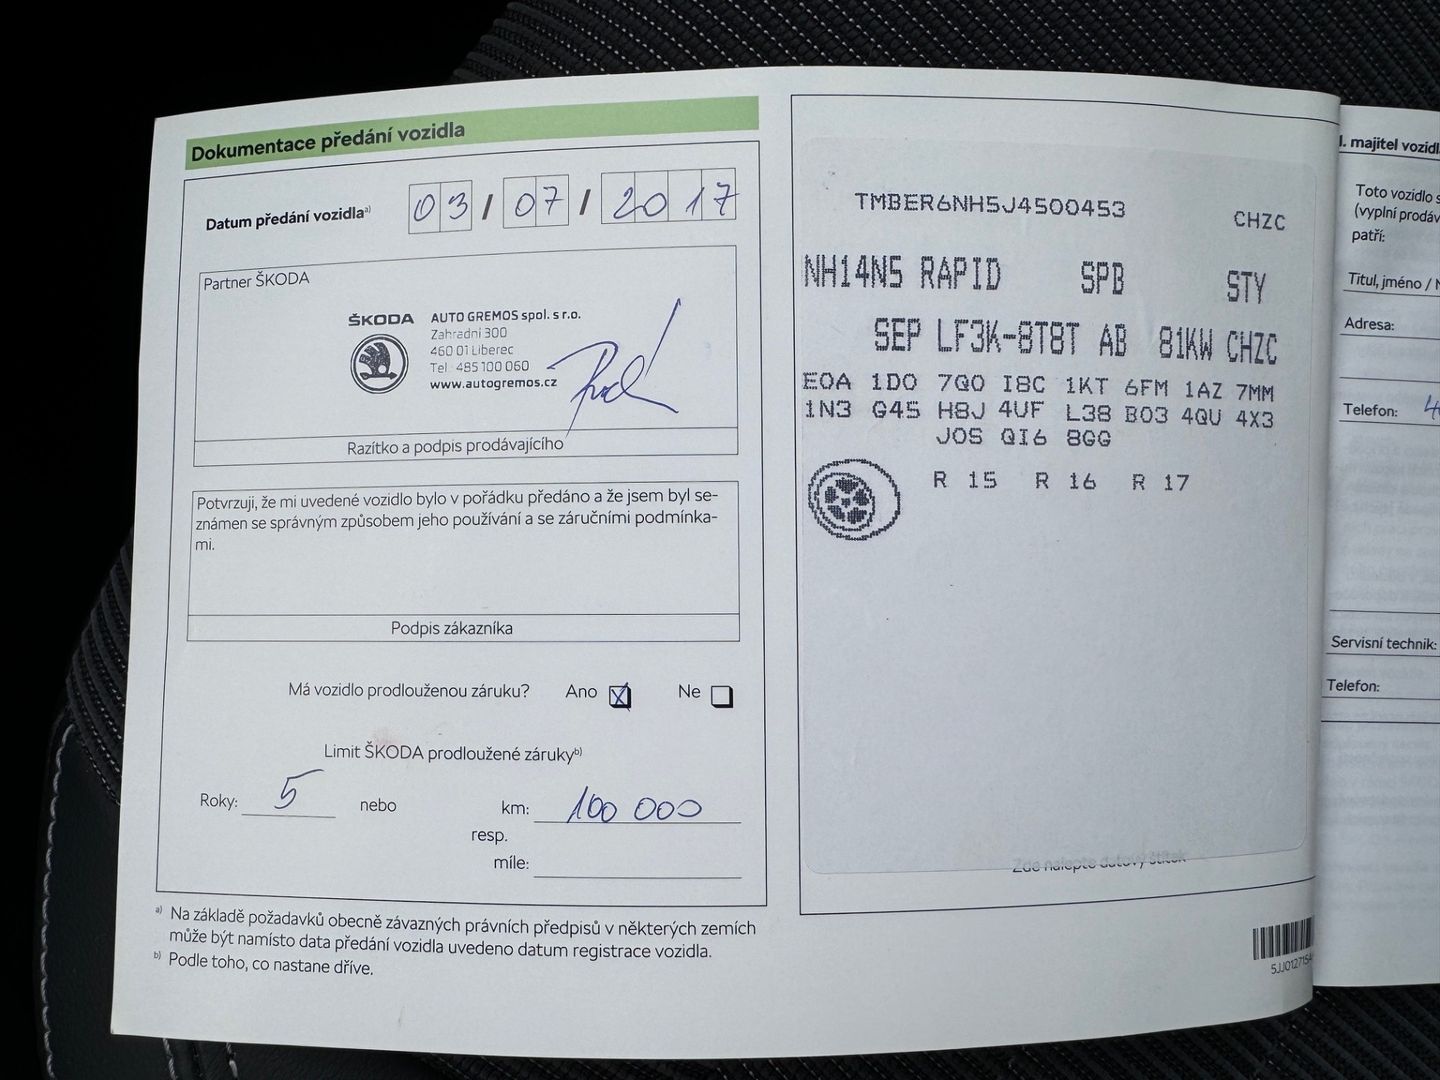 Dokumentace předání vozidla
Datum předání vozidla a) 03 / 07 / 2017
Partner ŠKODA
ŠKODA
AUTO GREMOS spol. s r.o.
Zahradní 300
460 01 Liberec
Tel 485 100 060
www.autogremos.cz
Razítko a podpis prodávajícího
Potvrzuji, že mi uvedené vozidlo bylo v pořádku předáno a že jsem byl se-
známen se správným způsobem jeho používání a se záručními podmínka-
mi.
Podpis zákazníka
Má vozidlo prodlouženou záruku? Ano Ne
Limit ŠKODA prodloužené záruky b)
Roky: 5 nebo km: 100 000
resp.
míle:
a) Na základě požadavků obecně závazných právních předpisů v některých zemích
může být namísto data předání vozidla uvedeno datum registrace vozidla.
b) Podle toho, co nastane dříve.
TMBER6NH5J4500453 CHZC
NH14N5 RAPID SPB STY
SEP LF3K-8T8T AB 81KW CHZC
E0A 1D0 7Q0 I8C 1KT 6FM 1AZ 7MM
1N3 G45 H8J 4UF L38 B03 4QU 4X3
J0S QI6 8GG
R 15 R 16 R 17
Zde nalepte datový štítek
I. majitel
Toto vozidlo
(vyplní
patří:
Titul, jméno /
Adresa:
Telefon:
Servisní technik:
Telefon: